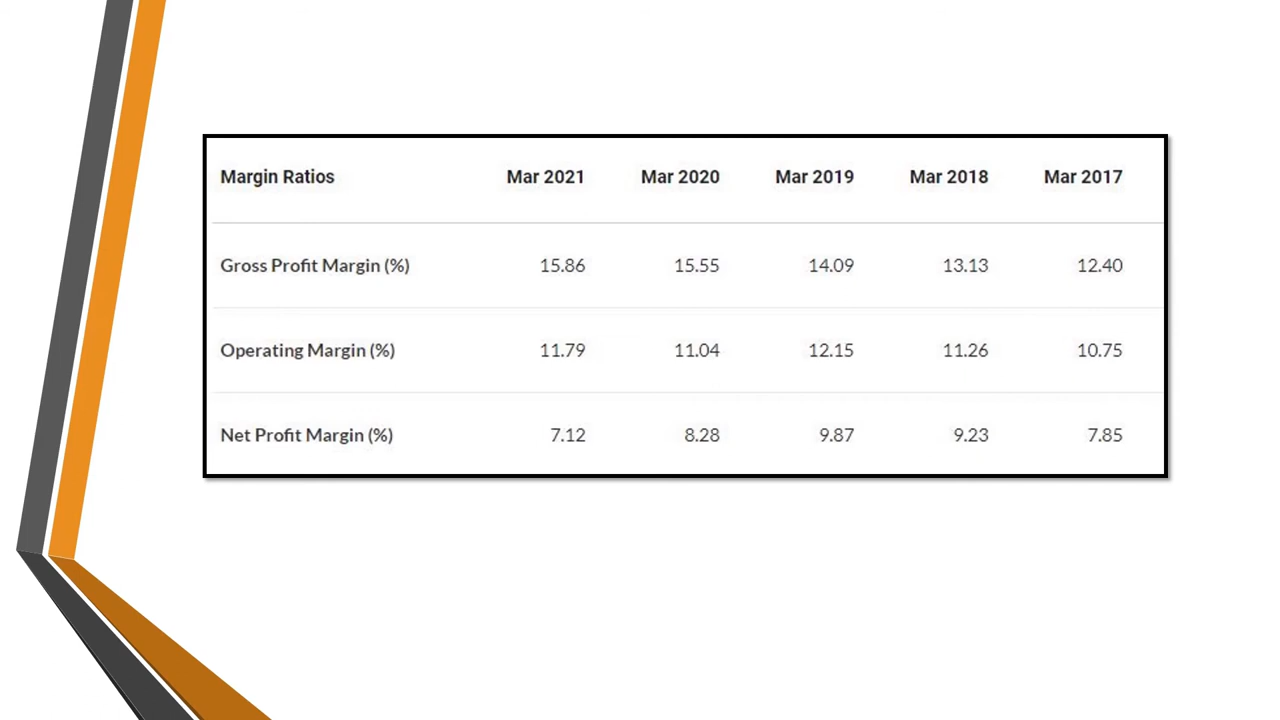 Margin Ratios Mar 2021 Mar 2020 Mar 2019 Mar 2018 Mar 2017
Gross Profit Margin (%) 15.86 15.55 14.09 13.13 12.40
Operating Margin (%) 11.79 11.04 12.15 11.26 10.75
Net Profit Margin (%) 7.12 8.28 9.87 9.23 7.85